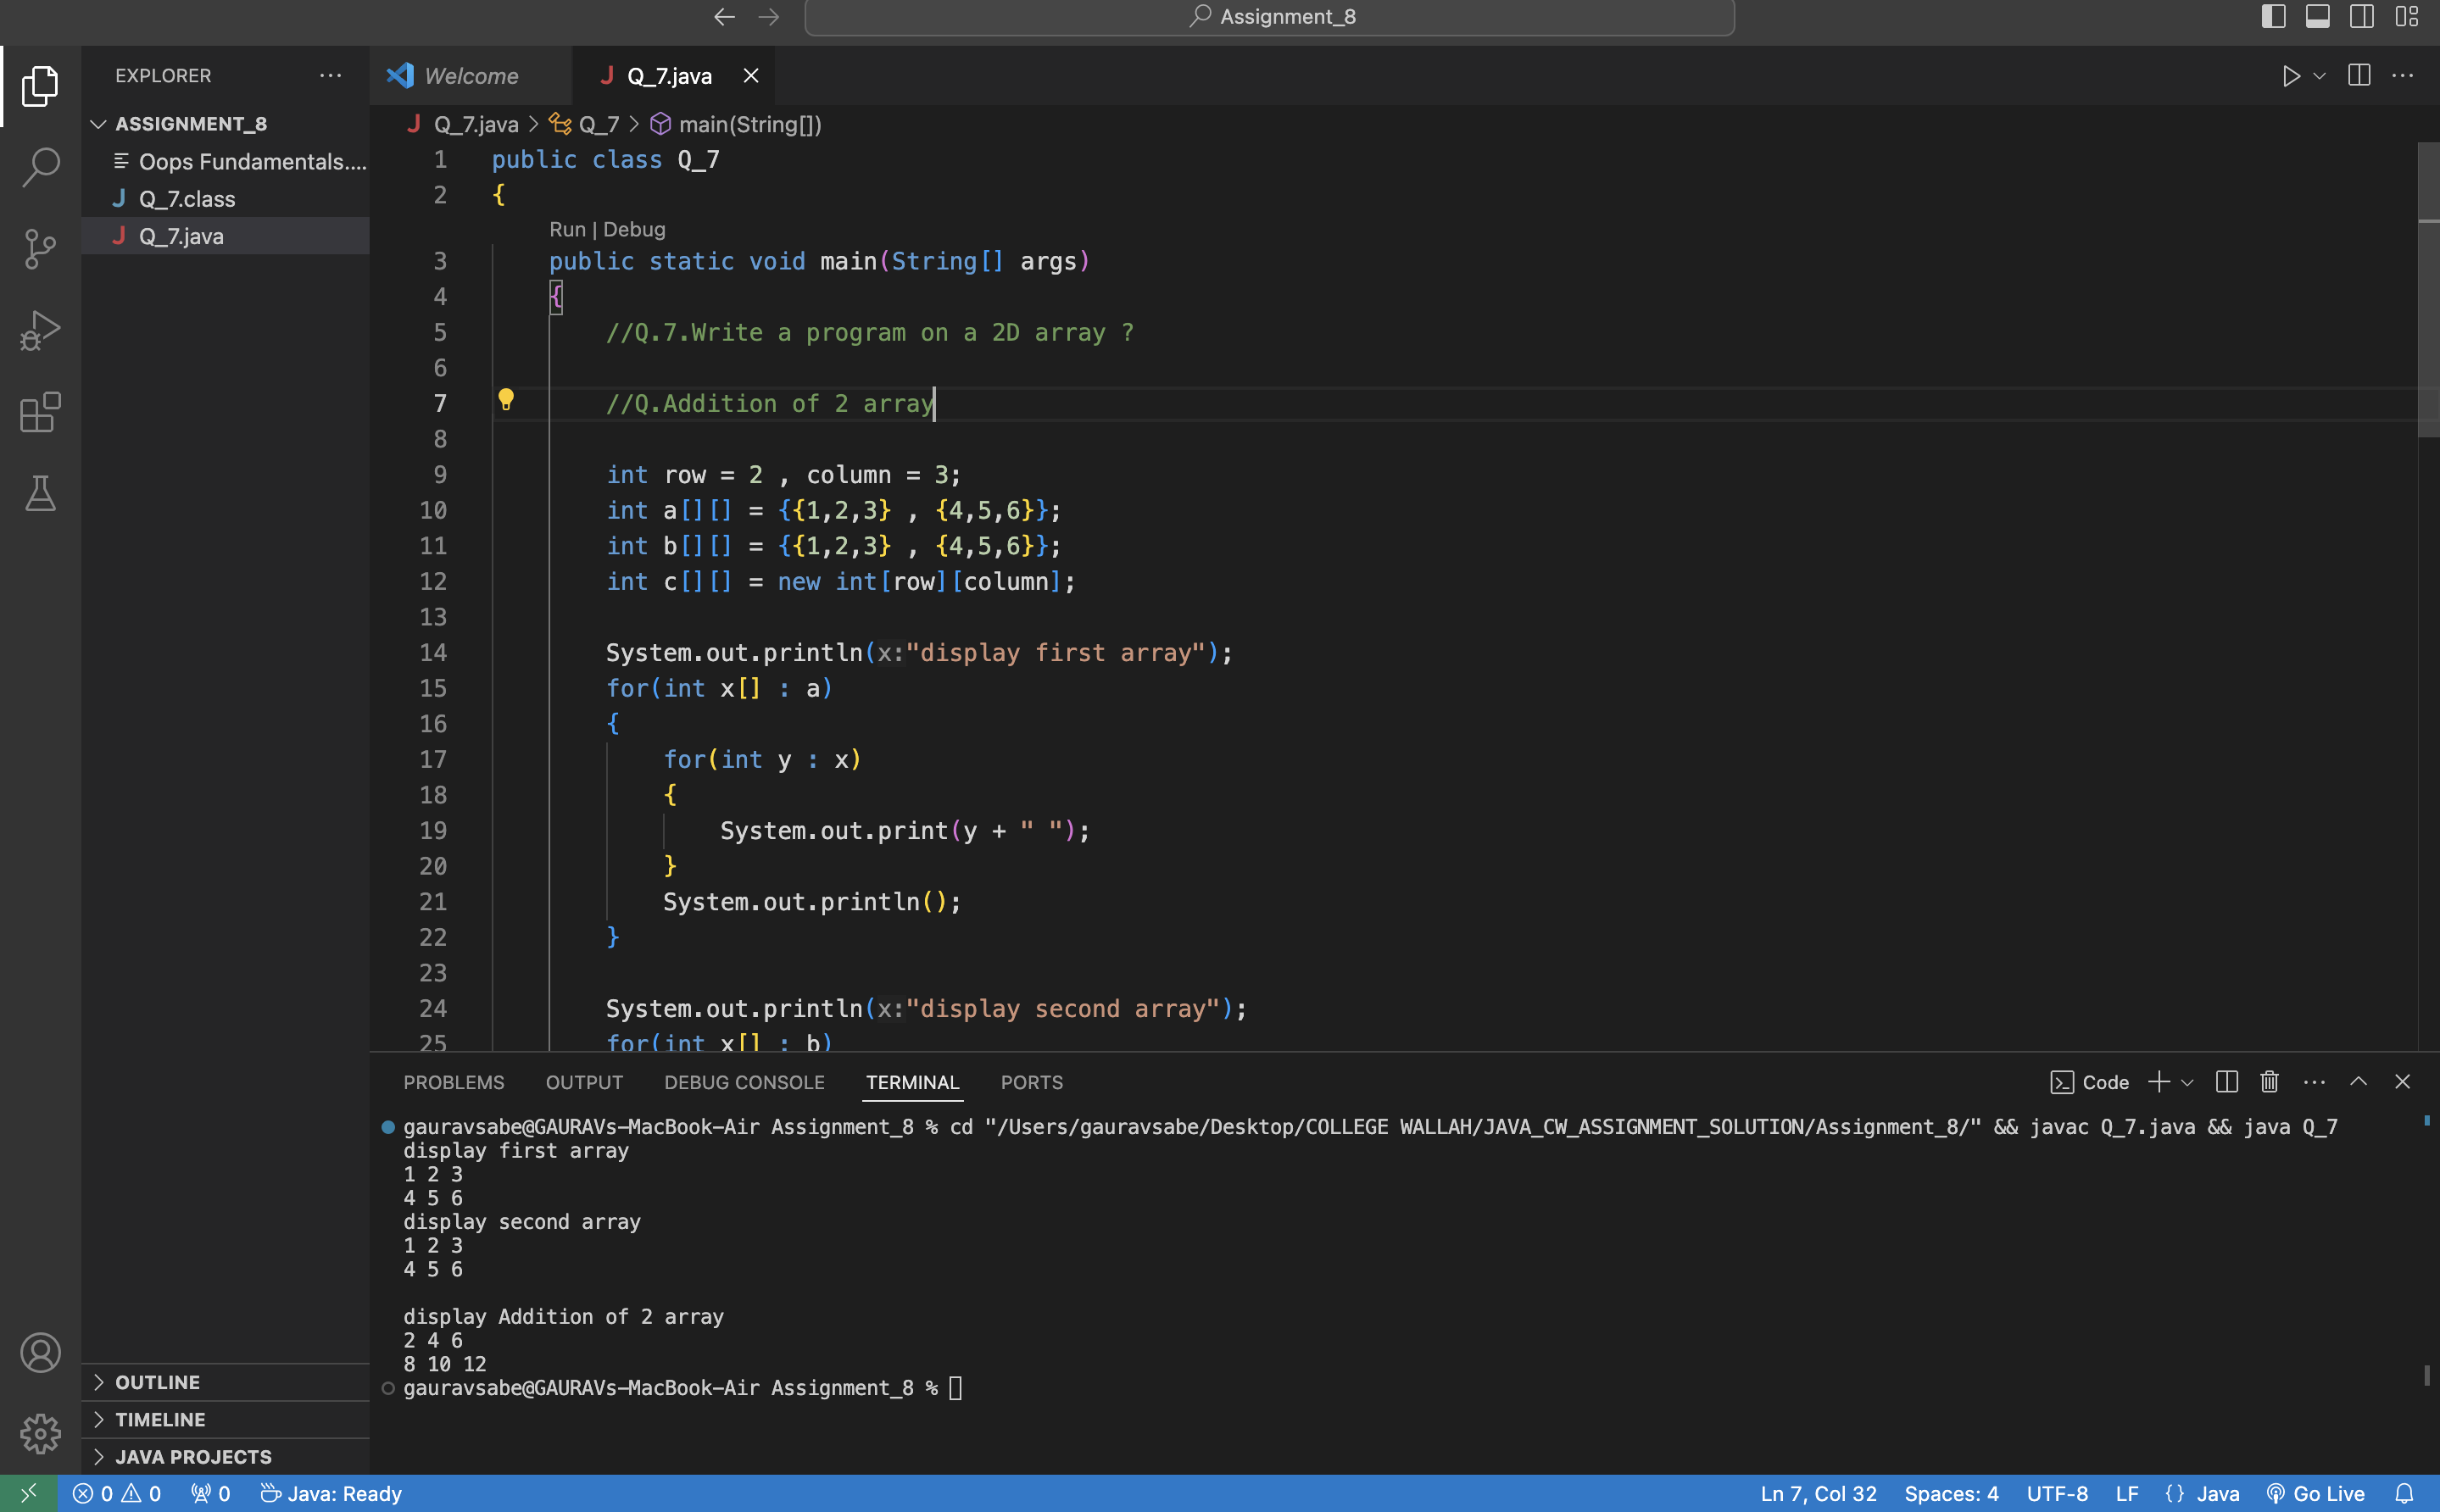 Assignment_8
EXPLORER
ASSIGNMENT_8
Oops Fundamentals....
Q_7.class
Q_7.java
Welcome
Q_7.java
Q_7.java > Q_7 > main(String[])
1 public class Q_7
2 {
Run | Debug
3 public static void main(String[] args)
4 {
5 //Q.7.Write a program on a 2D array ?
6
7 //Q.Addition of 2 array
8
9 int row = 2 , column = 3;
10 int a[][] = {{1,2,3} , {4,5,6}};
11 int b[][] = {{1,2,3} , {4,5,6}};
12 int c[][] = new int[row][column];
13
14 System.out.println(x:"display first array");
15 for(int x[] : a)
16 {
17 for(int y : x)
18 {
19 System.out.print(y + " ");
20 }
21 System.out.println();
22 }
23
24 System.out.println(x:"display second array");
25 for(int x[] : b)
PROBLEMS OUTPUT DEBUG CONSOLE TERMINAL PORTS
Code
gauravsabe@GAURAVs-MacBook-Air Assignment_8 % cd "/Users/gauravsabe/Desktop/COLLEGE WALLAH/JAVA_CW_ASSIGNMENT_SOLUTION/Assignment_8/" && javac Q_7.java && java Q_7
display first array
1 2 3
4 5 6
display second array
1 2 3
4 5 6
display Addition of 2 array
2 4 6
8 10 12
gauravsabe@GAURAVs-MacBook-Air Assignment_8 %
OUTLINE
TIMELINE
JAVA PROJECTS
0 0 0 Java: Ready
Ln 7, Col 32 Spaces: 4 UTF-8 LF {} Java Go Live